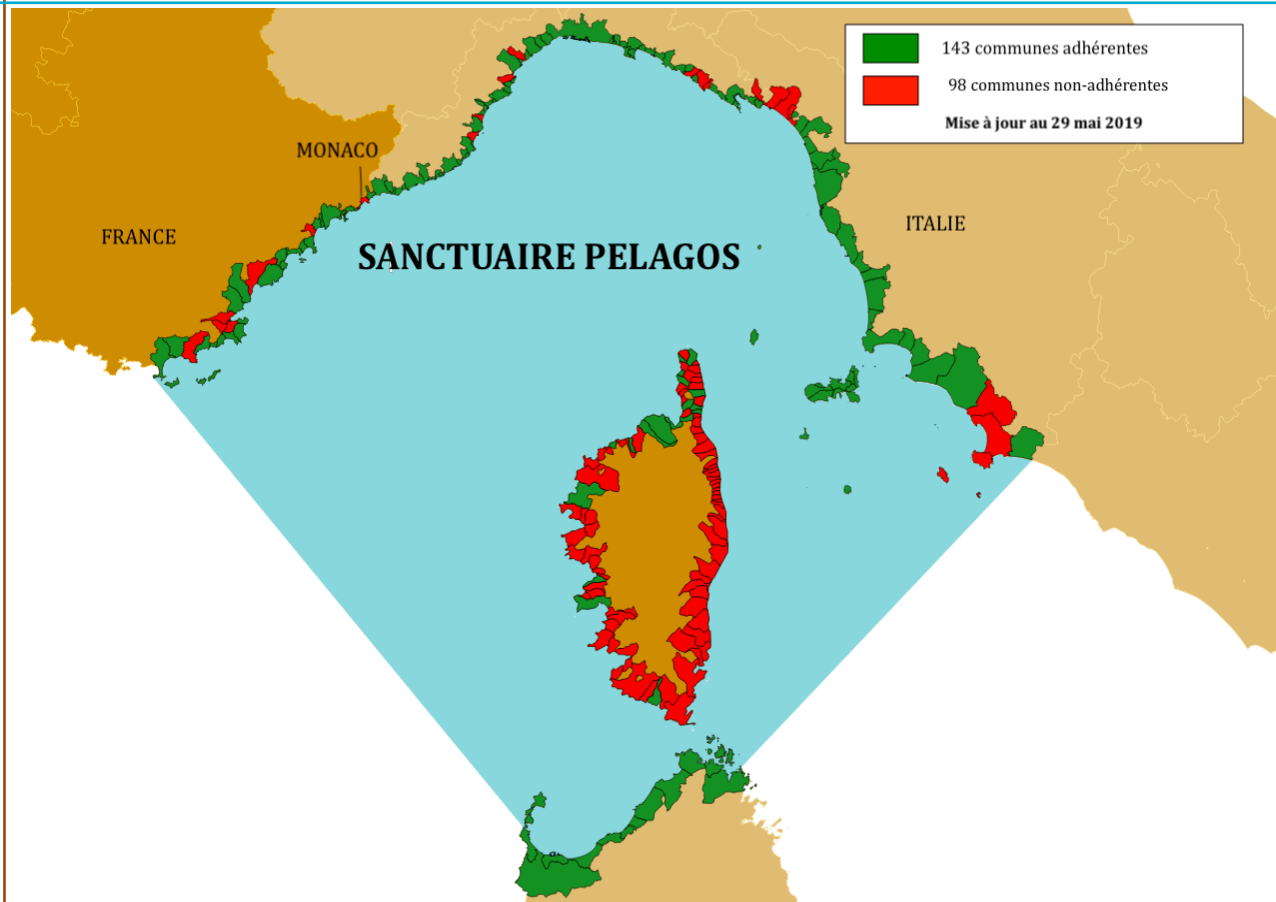 143 communes adhérentes
98 communes non-adhérentes
Mise à jour au 29 mai 2019
MONACO
FRANCE
ITALIE
SANCTUAIRE PELAGOS